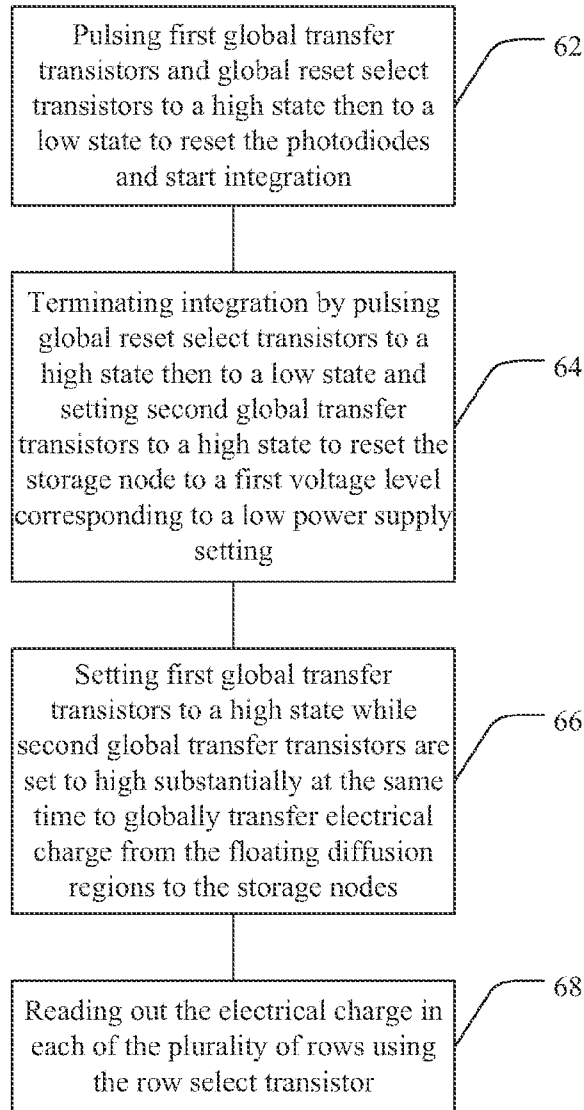 Pulsing first global transfer
transistors and global reset select
transistors to a high state then to a
low state to reset the photodiodes
and start integration
62
Terminating integration by pulsing
global reset select transistors to a
high state then to a low state and
setting second global transfer
transistors to a high state to reset the
storage node to a first voltage level
corresponding to a low power supply
setting
64
Setting first global transfer
transistors to a high state while
second global transfer transistors are
set to high substantially at the same
time to globally transfer electrical
charge from the floating diffusion
regions to the storage nodes
66
Reading out the electrical charge in
each of the plurality of rows using
the row select transistor
68